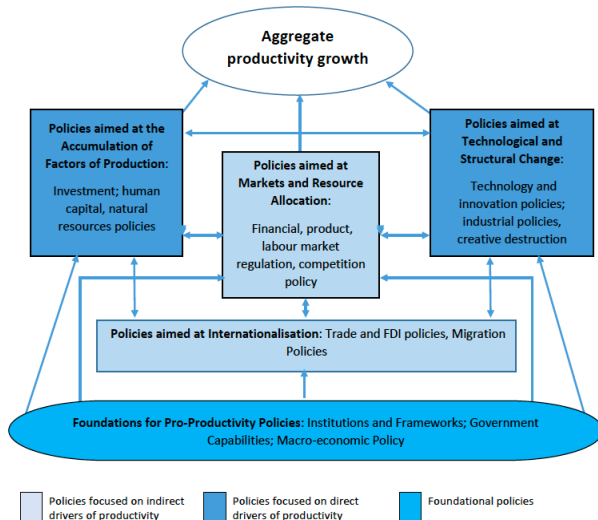 Aggregate
productivity growth
Policies aimed at the
Accumulation of
Factors of Production:
Investment; human
capital, natural
resources policies
Policies aimed at
Markets and Resource
Allocation:
Financial, product,
labour market
regulation, competition
policy
Policies aimed at
Technological and
Structural Change:
Technology and
innovation policies;
industrial policies,
creative destruction
Policies aimed at Internationalisation: Trade and FDI policies, Migration
Policies
Foundations for Pro-Productivity Policies: Institutions and Frameworks; Government
Capabilities; Macro-economic Policy
Policies focused on indirect
drivers of productivity
Policies focused on direct
drivers of productivity
Foundational policies